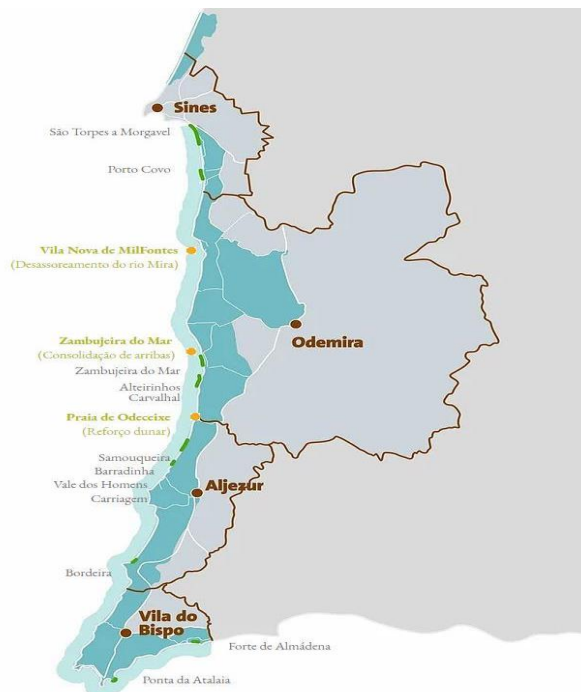 Sines
São Torpes a Morgavel
Porto Covo
Vila Nova de MilFontes
(Desassoreamento do rio Mira)
Odemira
Zambujeira do Mar
(Consolidação de arribas)
Zambujeira do Mar
Alteirinhos
Carvalhal
Praia de Odeceixe
(Reforço dunar)
Samouqueira
Barradinha
Vale dos Homens
Carriagem
Aljezur
Bordeira
Vila do
Bispo
Forte de Almádena
Ponta da Atalaia